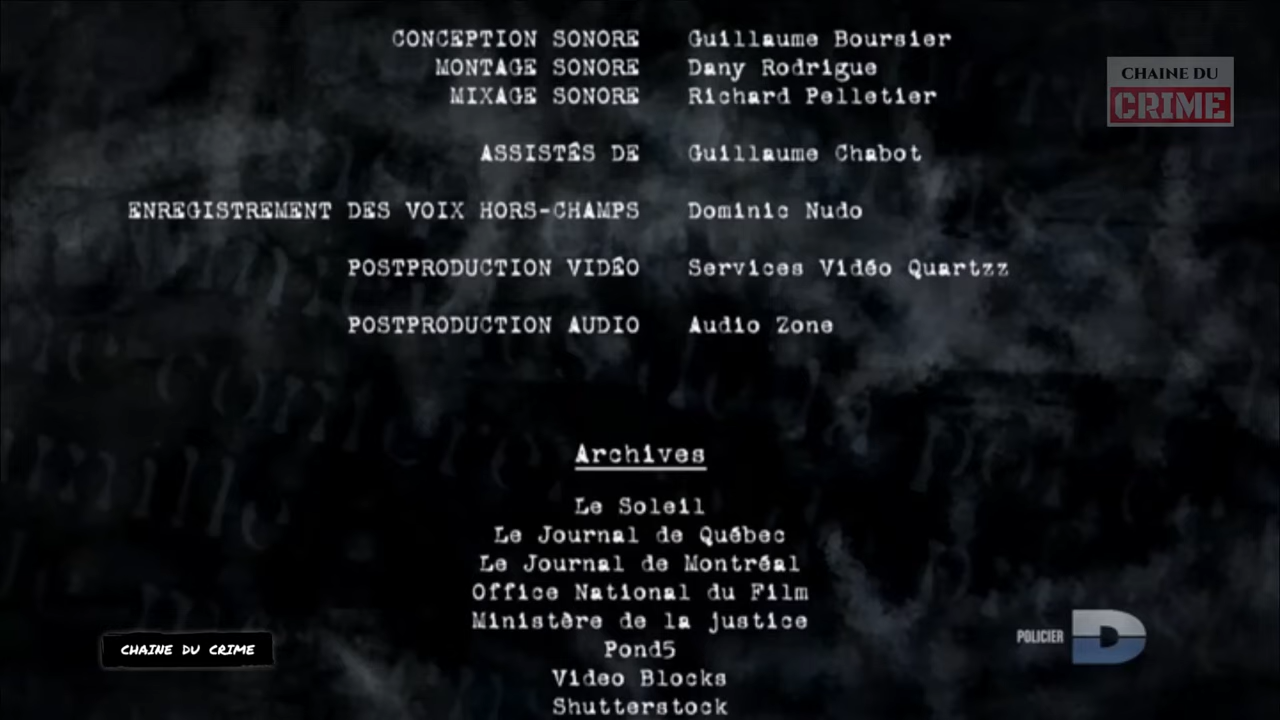 CONCEPTION SONORE Guillaume Boursier
CHAINE DU
MONTAGE SONORE Dany Rodrigue
CRIME
MIXAGE SONORE Richard Pelletier
ASSISTÉS DE Guillaume Chabot
ENREGISTREMENT DES VOIX HORS-CHAMPS Dominic Nudo
POSTPRODUCTION VIDÉO Services Vidéo Quartzz
POSTPRODUCTION AUDIO Audio Zone
Archives
Le Soleil
Le Journal de Québec
Le Journal de Montréal
Office National du Film
Ministère de la justice
POLICIER D
CHAINE DU CRIME
Pond5
Video Blocks
Shutterstock